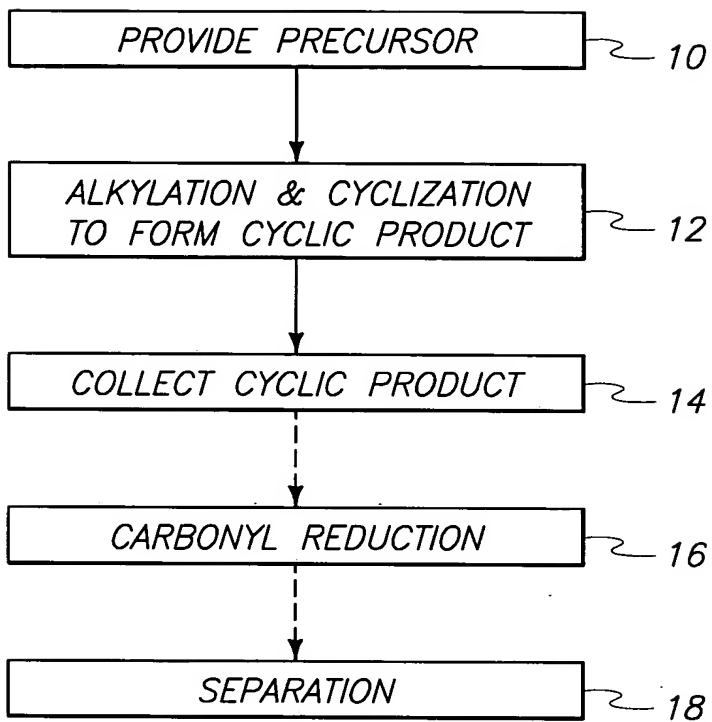 PROVIDE PRECURSOR
10
ALKYLATION & CYCLIZATION
TO FORM CYCLIC PRODUCT
12
COLLECT CYCLIC PRODUCT
14
CARBONYL REDUCTION
16
SEPARATION
18